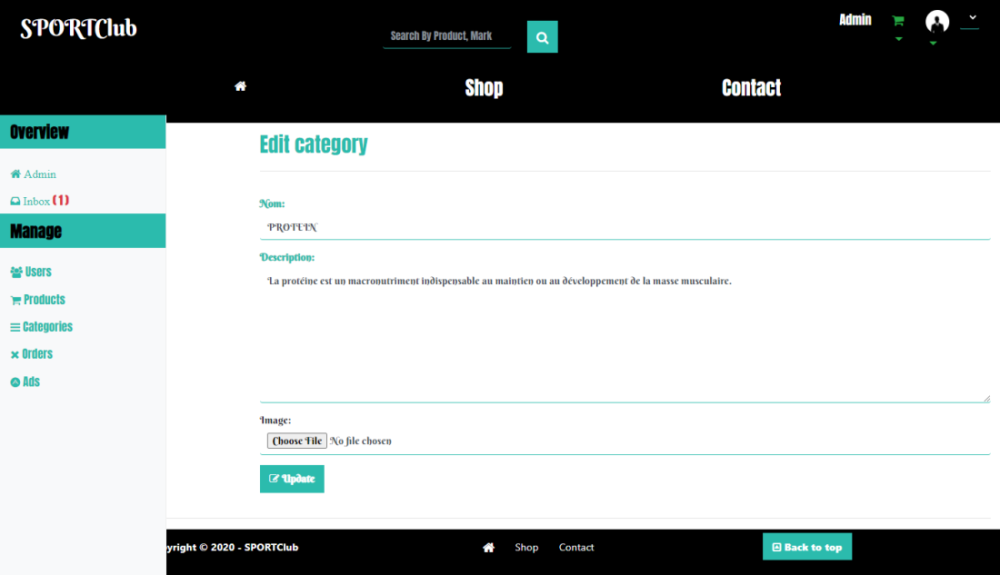 SPORTClub
Search By Product, Mark
Admin
Shop
Contact
Overview
Admin
Inbox (1)
Manage
Users
Products
Categories
Orders
Ads
Edit category
Nom:
PROTEIN
Description:
La protéine est un macronutriment indispensable au maintien ou au développement de la masse musculaire.
Image:
Choose File No file chosen
Update
yright © 2020 - SPORTClub
Shop
Contact
Back to top